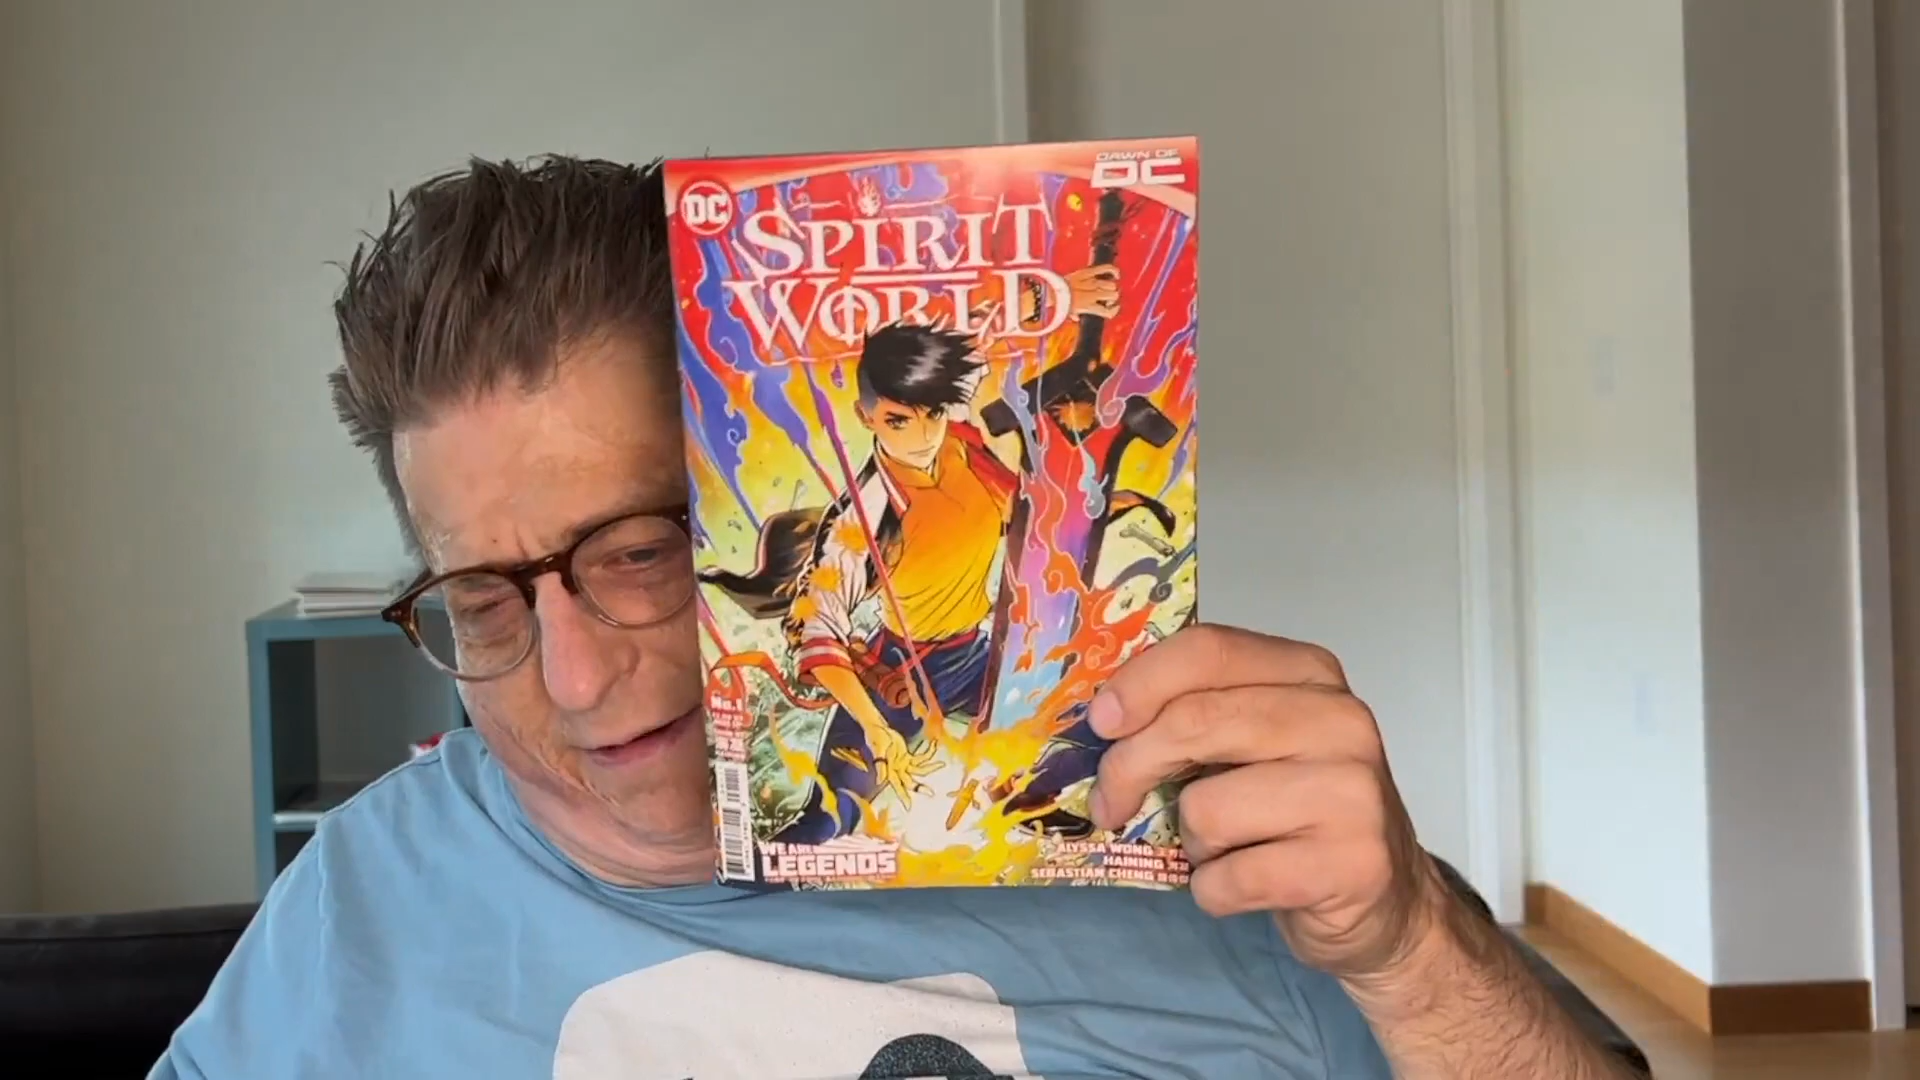 DAWN OF
DC
DC
SPIRIT
WORLD
No.1
WE ARE
LEGENDS
ALYSSA WONG
HAINING
SEBASTIAN CHENG